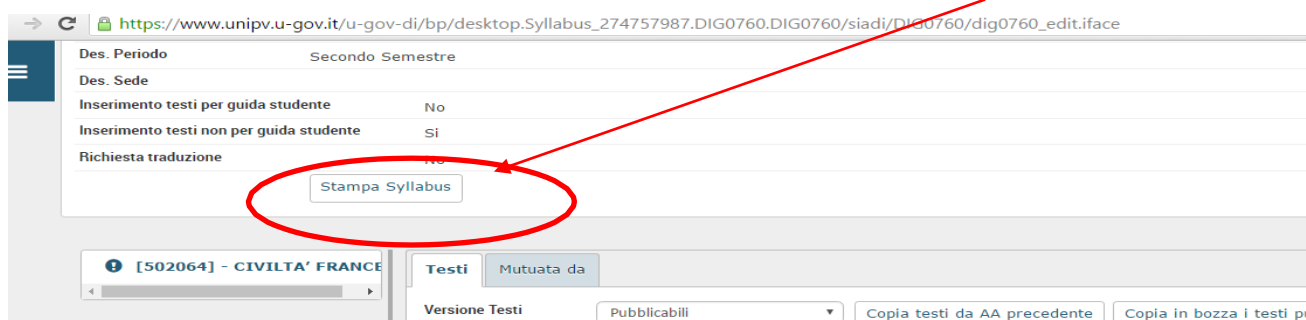 https://www.unipv.u-gov.it/u-gov-di/bp/desktop.Syllabus_274757987.DIG0760.DIG0760/siadi/DIG0760/dig0760_edit.iface
Des. Periodo Secondo Semestre
Des. Sede
Inserimento testi per guida studente No
Inserimento testi non per guida studente Si
Richiesta traduzione No
Stampa Syllabus
[502064] - CIVILTA’ FRANCE
Testi Mutuata da
Versione Testi Pubblicabili Copia testi da AA precedente Copia in bozza i testi